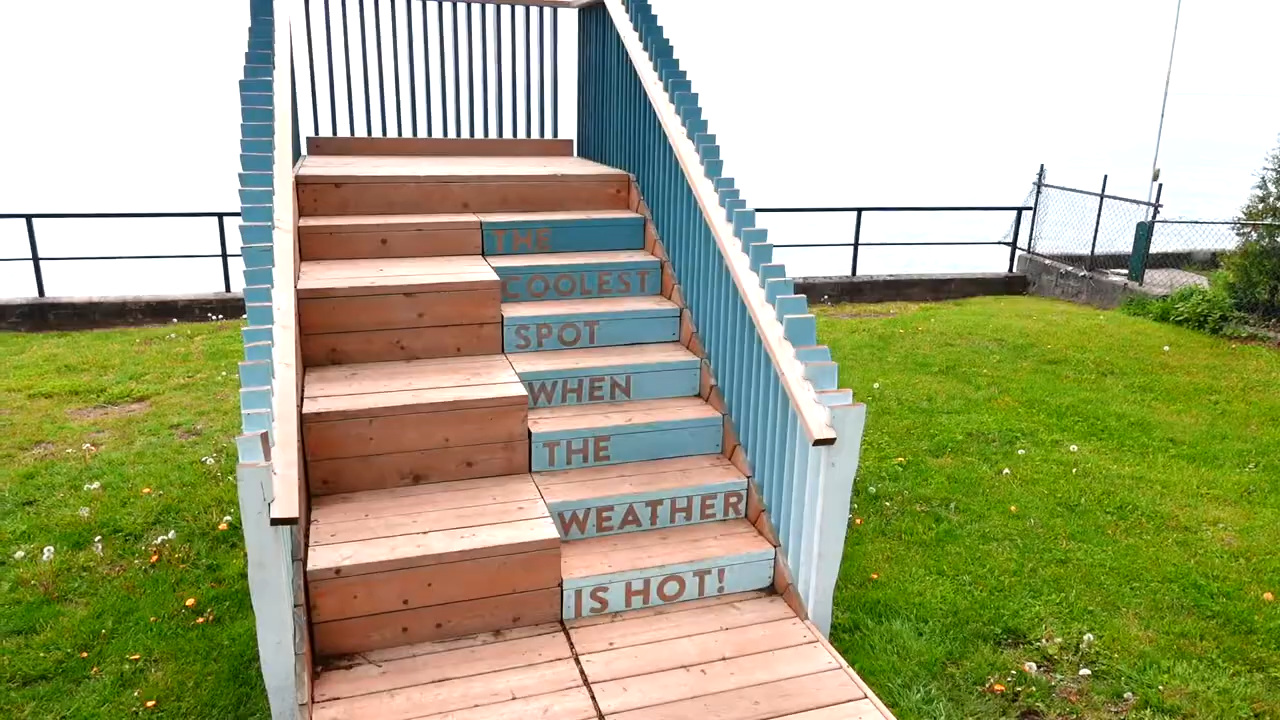 THE
COOLEST
SPOT
WHEN
THE
WEATHER
IS HOT!